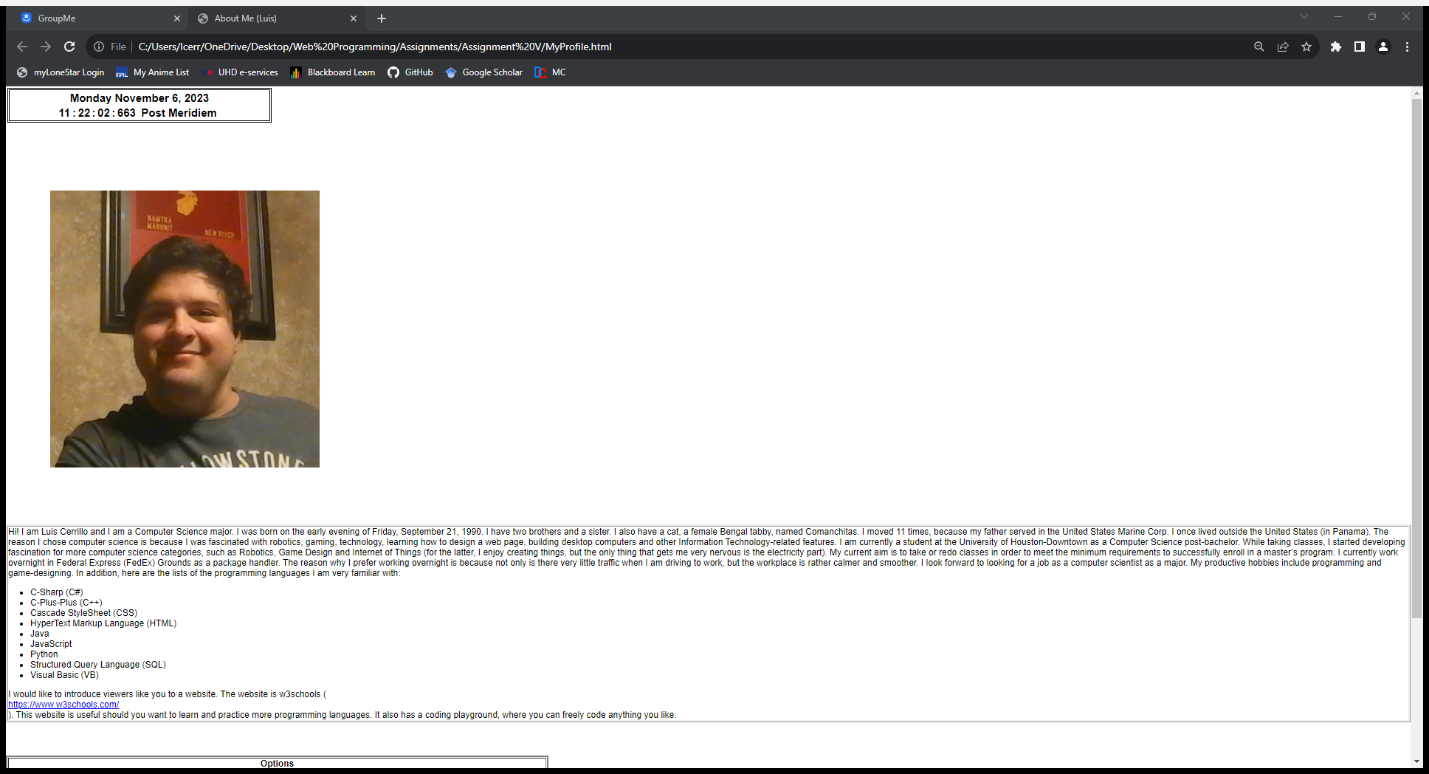 GroupMe
About Me (Luis)
File
C:/Users/lcerr/OneDrive/Desktop/Web%20Programming/Assignments/Assignment%20V/MyProfile.html
myLoneStar Login
My Anime List
UHD e-services
Blackboard Learn
GitHub
Google Scholar
MC
Monday November 6, 2023
11 : 22 : 02 : 663 Post Meridiem
NEW RIVER
Hi! I am Luis Cerrillo and I am a Computer Science major. I was born on the early evening of Friday, September 21, 1990. I have two brothers and a sister. I also have a cat, a female Bengal tabby, named Comanchitas. I moved 11 times, because my father served in the United States Marine Corp. I once lived outside the United States (in Panama). The
reason I chose computer science is because I was fascinated with robotics, gaming, technology, learning how to design a web page, building desktop computers and other Information Technology-related features. I am currently a student at the University of Houston-Downtown as a Computer Science post-bachelor. While taking classes, I started developing
fascination for more computer science categories, such as Robotics, Game Design and Internet of Things (for the latter, I enjoy creating things, but the only thing that gets me very nervous is the electricity part). My current aim is to take or redo classes in order to meet the minimum requirements to successfully enroll in a master's program. I currently work
overnight in Federal Express (FedEx) Grounds as a package handler. The reason why I prefer working overnight is because not only is there very little traffic when I am driving to work, but the workplace is rather calmer and smoother. I look forward to looking for a job as a computer scientist as a major. My productive hobbies include programming and
game-designing. In addition, here are the lists of the programming languages I am very familiar with:
• C-Sharp (C#)
• C-Plus-Plus (C++)
• Cascade StyleSheet (CSS)
• HyperText Markup Language (HTML)
• Java
• JavaScript
• Python
• Structured Query Language (SQL)
• Visual Basic (VB)
I would like to introduce viewers like you to a website. The website is w3schools (
https://www.w3schools.com/
). This website is useful should you want to learn and practice more programming languages. It also has a coding playground, where you can freely code anything you like.
Options